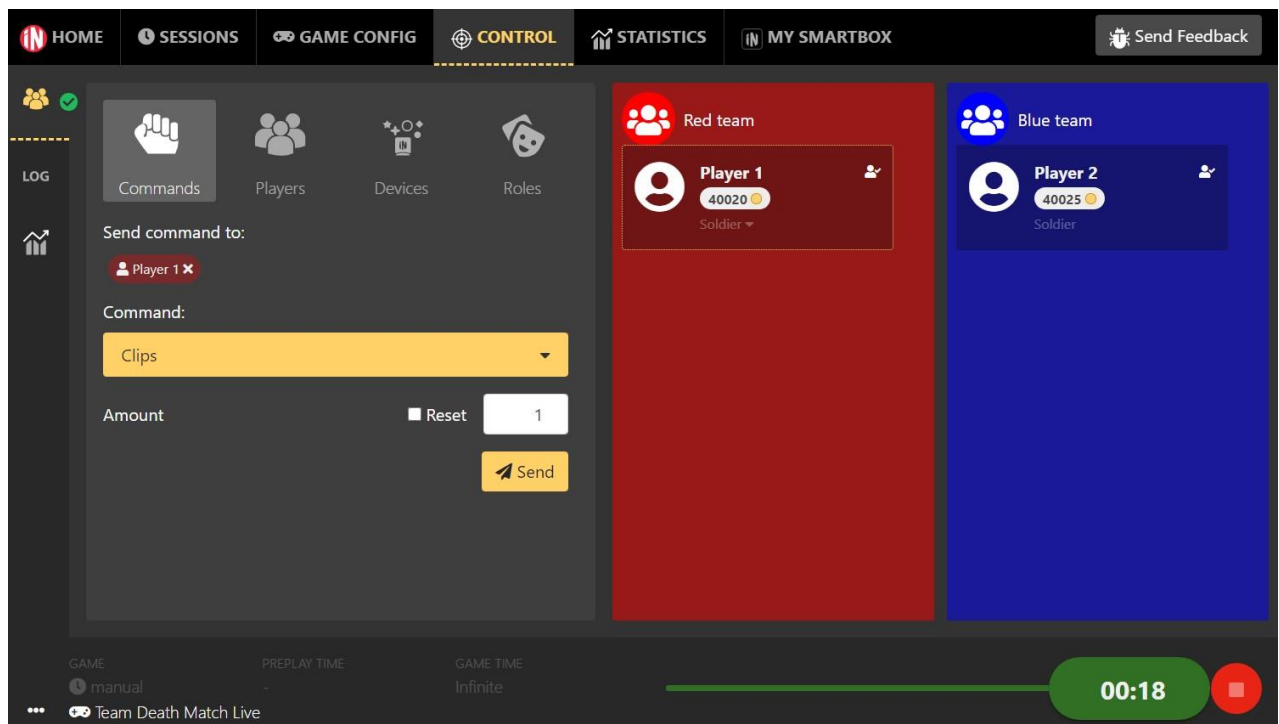 iN HOME SESSIONS GAME CONFIG CONTROL STATISTICS iN MY SMARTBOX Send Feedback
LOG
Commands Players Devices Roles
Send command to:
Player 1
Command:
Clips
Amount Reset 1
Send
Red team
Player 1
40020
Soldier
Blue team
Player 2
40025
Soldier
GAME PREPLAY TIME GAME TIME
manual - Infinite
Team Death Match Live
00:18